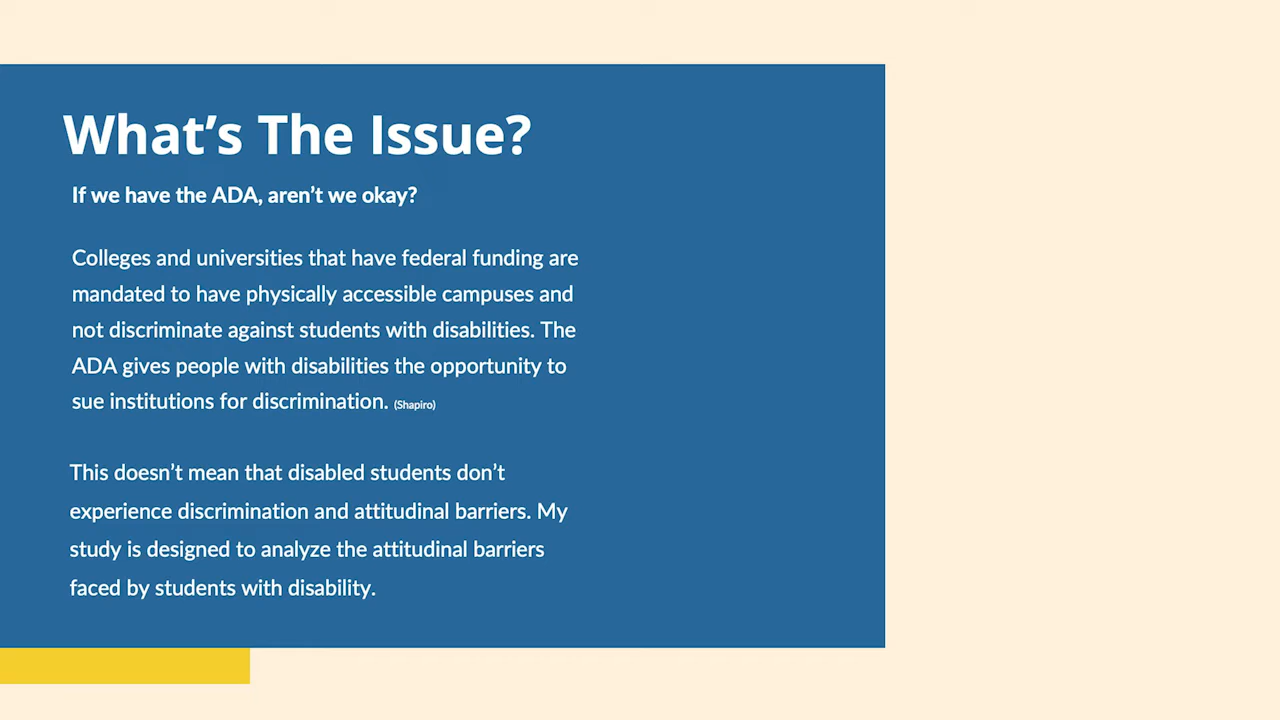 What’s The Issue?
If we have the ADA, aren’t we okay?
Colleges and universities that have federal funding are
mandated to have physically accessible campuses and
not discriminate against students with disabilities. The
ADA gives people with disabilities the opportunity to
sue institutions for discrimination. (Shapiro)
This doesn’t mean that disabled students don’t
experience discrimination and attitudinal barriers. My
study is designed to analyze the attitudinal barriers
faced by students with disability.